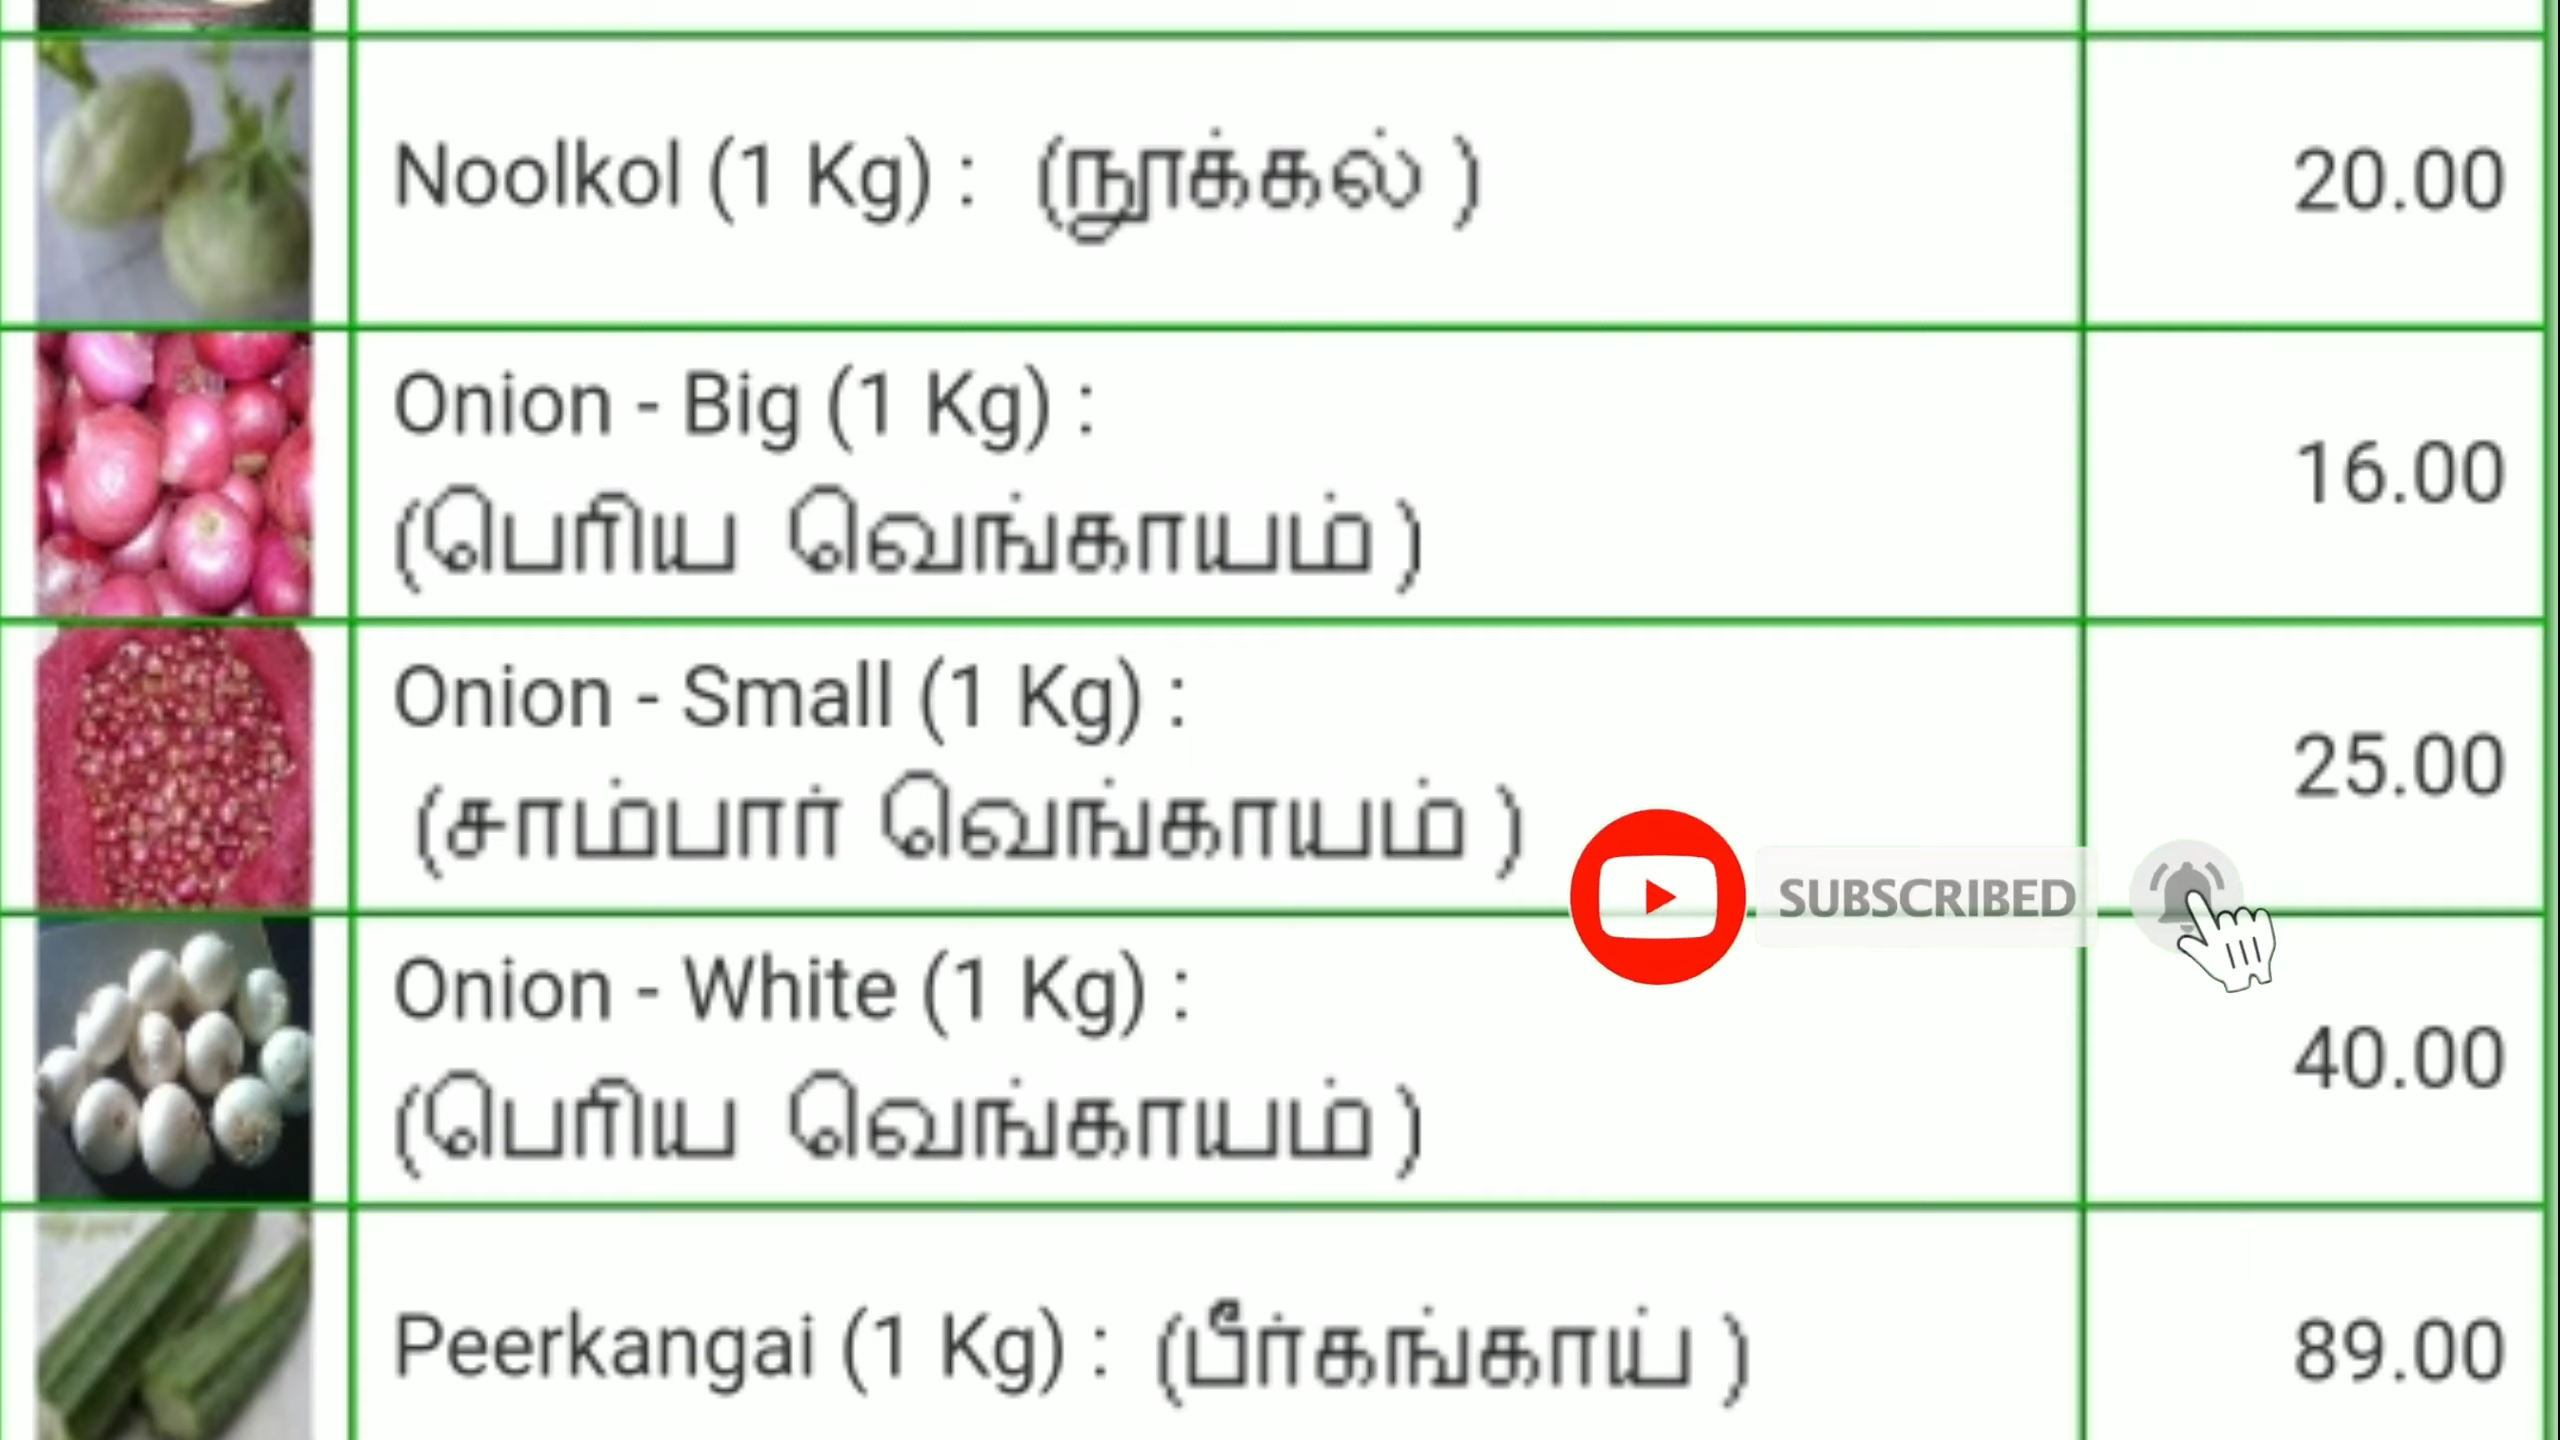 Noolkol (1 Kg) : (நூக்கல் )
20.00
Onion - Big (1 Kg) :
(பெரிய வெங்காயம் )
16.00
Onion - Small (1 Kg) :
(சாம்பார் வெங்காயம் )
25.00
SUBSCRIBED
Onion - White (1 Kg) :
(பெரிய வெங்காயம் )
40.00
Peerkangai (1 Kg) : (பீர்கங்காய் )
89.00